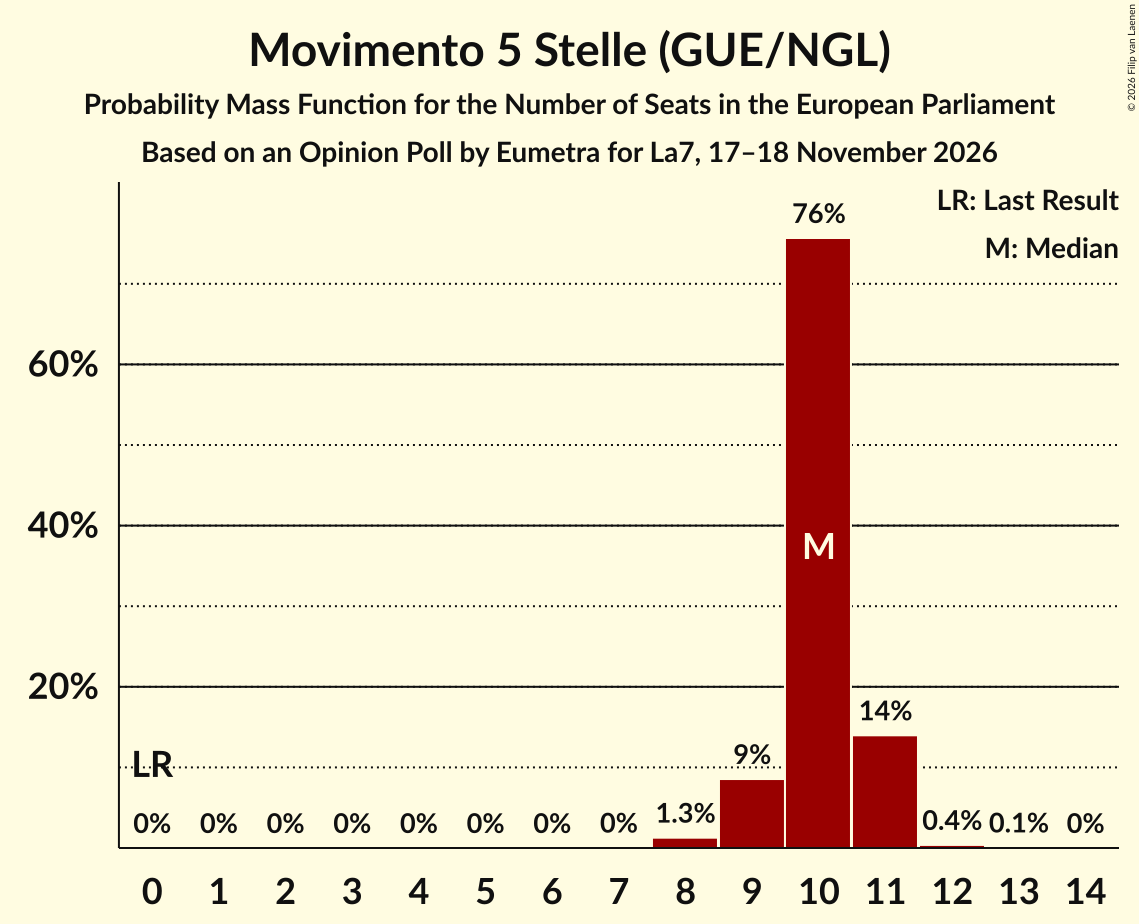 Movimento 5 Stelle (GUE/NGL)
Probability Mass Function for the Number of Seats in the European Parliament
Based on an Opinion Poll by Eumetra for La7, 17–18 November 2026
© 2026 Filip van Laenen
LR: Last Result
M: Median
76%
60%
40%
M
20%
14%
LR
9%
0% 0% 0% 0% 0% 0% 0% 0% 1.3% 0.4% 0.1% 0%
0 1 2 3 4 5 6 7 8 9 10 11 12 13 14